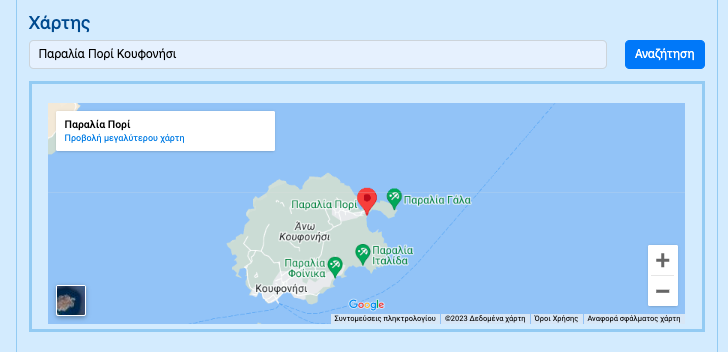 Χάρτης
Παραλία Πορί Κουφονήσι
Αναζήτηση
Παραλία Πορί
Προβολή μεγαλύτερου χάρτη
Παραλία Πορί
Παραλία Γάλα
Άνω
Κουφονήσι
Παραλία
Ιταλίδα
Παραλία
Φοίνικα
Κουφονήσι
Google
Συντομεύσεις πληκτρολογίου
©2023 Δεδομένα χάρτη
Όροι Χρήσης
Αναφορά σφάλματος χάρτη